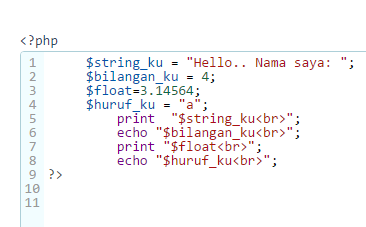 <?php
1 $string_ku = "Hello.. Nama saya: ";
2 $bilangan_ku = 4;
3 $float=3.14564;
4 $huruf_ku = "a";
5 print  "$string_ku<br>";
6 echo "$bilangan_ku<br>";
7 print "$float<br>";
8 echo "$huruf_ku<br>";
9 ?>
10
11